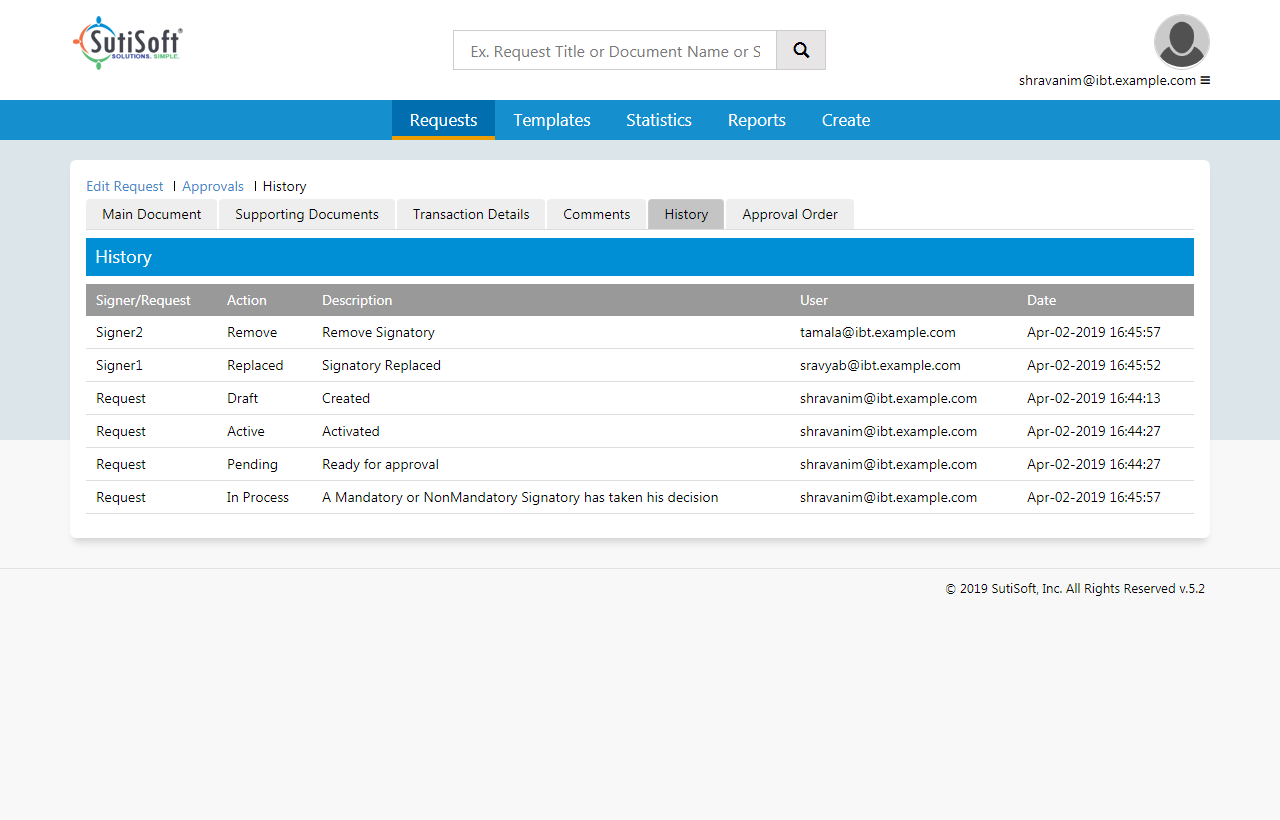 SutiSoft®
SOLUTIONS. SIMPLE.
Ex. Request Title or Document Name or S
shravanim@ibt.example.com
Requests Templates Statistics Reports Create
Edit Request | Approvals | History
Main Document Supporting Documents Transaction Details Comments History Approval Order
History
Signer/Request Action Description User Date
Signer2 Remove Remove Signatory tamala@ibt.example.com Apr-02-2019 16:45:57
Signer1 Replaced Signatory Replaced sravyab@ibt.example.com Apr-02-2019 16:45:52
Request Draft Created shravanim@ibt.example.com Apr-02-2019 16:44:13
Request Active Activated shravanim@ibt.example.com Apr-02-2019 16:44:27
Request Pending Ready for approval shravanim@ibt.example.com Apr-02-2019 16:44:27
Request In Process A Mandatory or NonMandatory Signatory has taken his decision shravanim@ibt.example.com Apr-02-2019 16:45:57
© 2019 SutiSoft, Inc. All Rights Reserved v.5.2